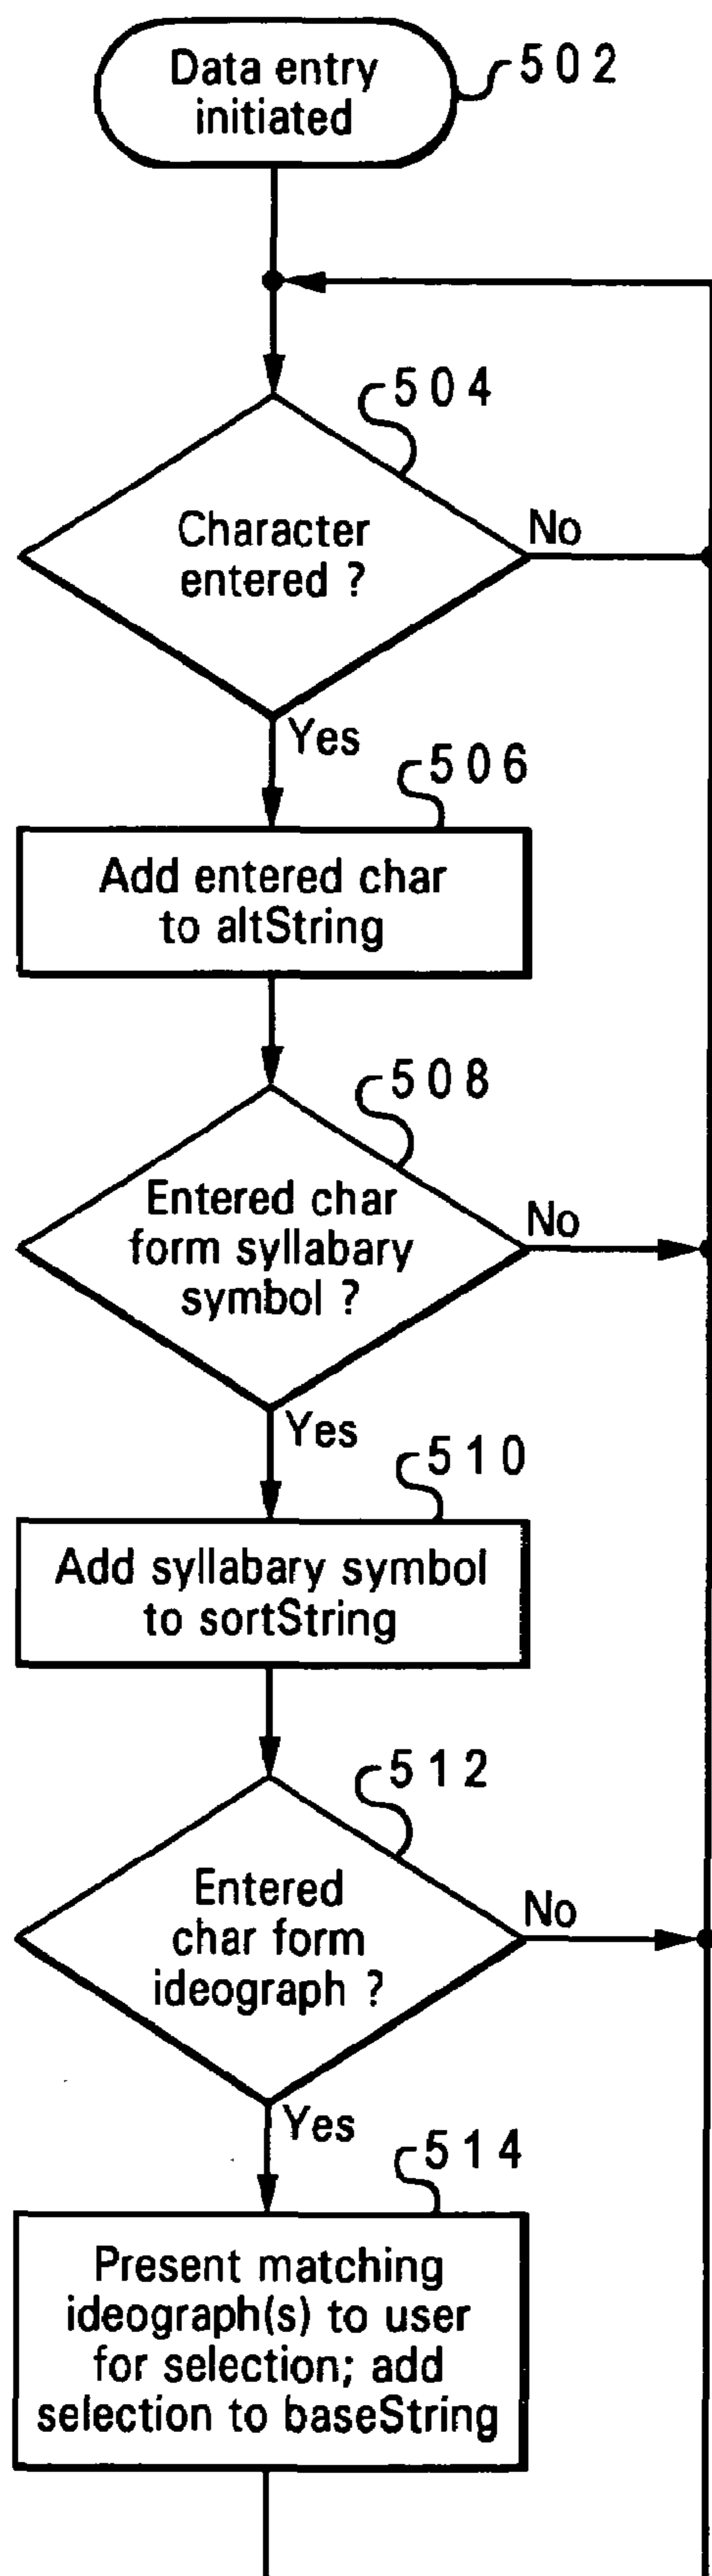 Data entry
initiated
502
504
Character
entered ?
No
Yes
506
Add entered char
to altString
508
Entered char
form syllabary
symbol ?
No
Yes
510
Add syllabary symbol
to sortString
512
Entered
char form
ideograph ?
No
Yes
514
Present matching
ideograph(s) to user
for selection; add
selection to baseString